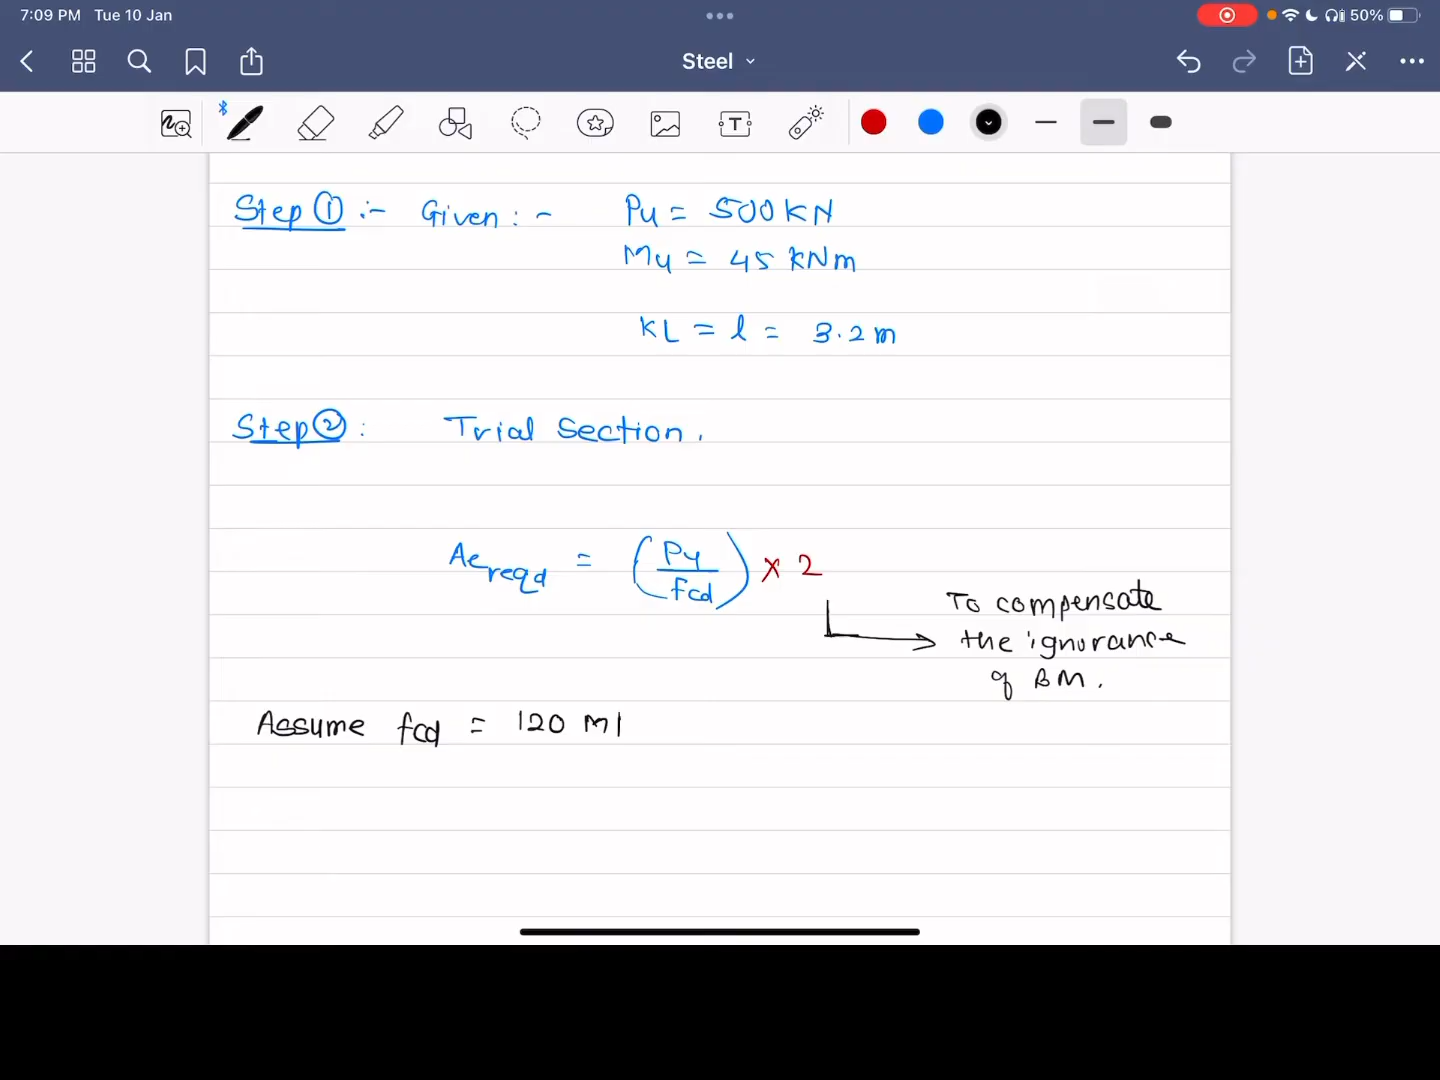 7:09 PM Tue 10 Jan
50%
Steel
Step ① :- Given :- Pu = 500 KN
Mu = 45 kNm
KL = l = 3.2 m
Step ② : Trial Section.
Ae reqd = (Pu / fcd) x 2
To compensate
the ignorance
of BM.
Assume fcd = 120 M